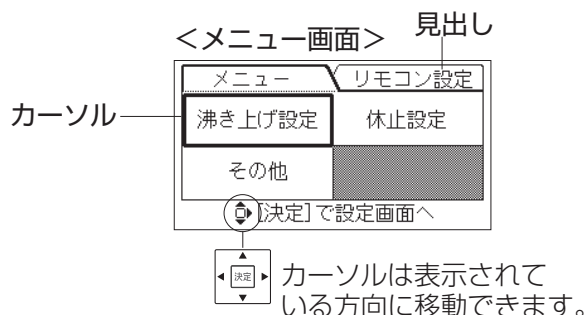 <メニュー画面>
見出し
メニュー
リモコン設定
カーソル
沸き上げ設定
休止設定
その他
[決定]で設定画面へ
決定
カーソルは表示されて
いる方向に移動できます。